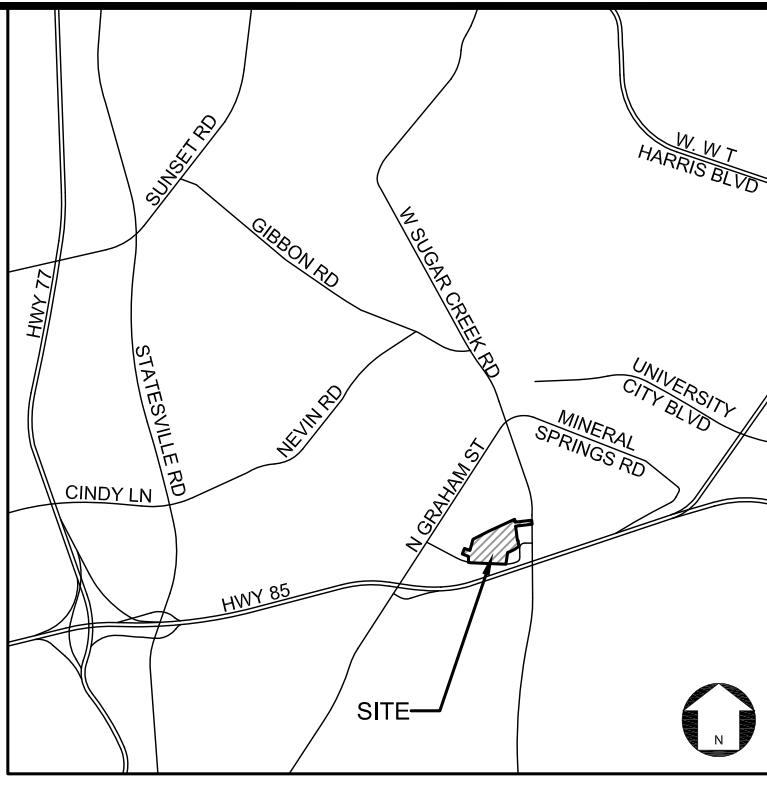 W. W T
HARRIS BLVD
SUNSET RD
GIBBON RD
W SUGAR CREEK RD
HWY 77
STATESVILLE RD
NEVIN RD
UNIVERSITY
CITY BLVD
MINERAL
SPRINGS RD
N GRAHAM ST
CINDY LN
HWY 85
SITE
N